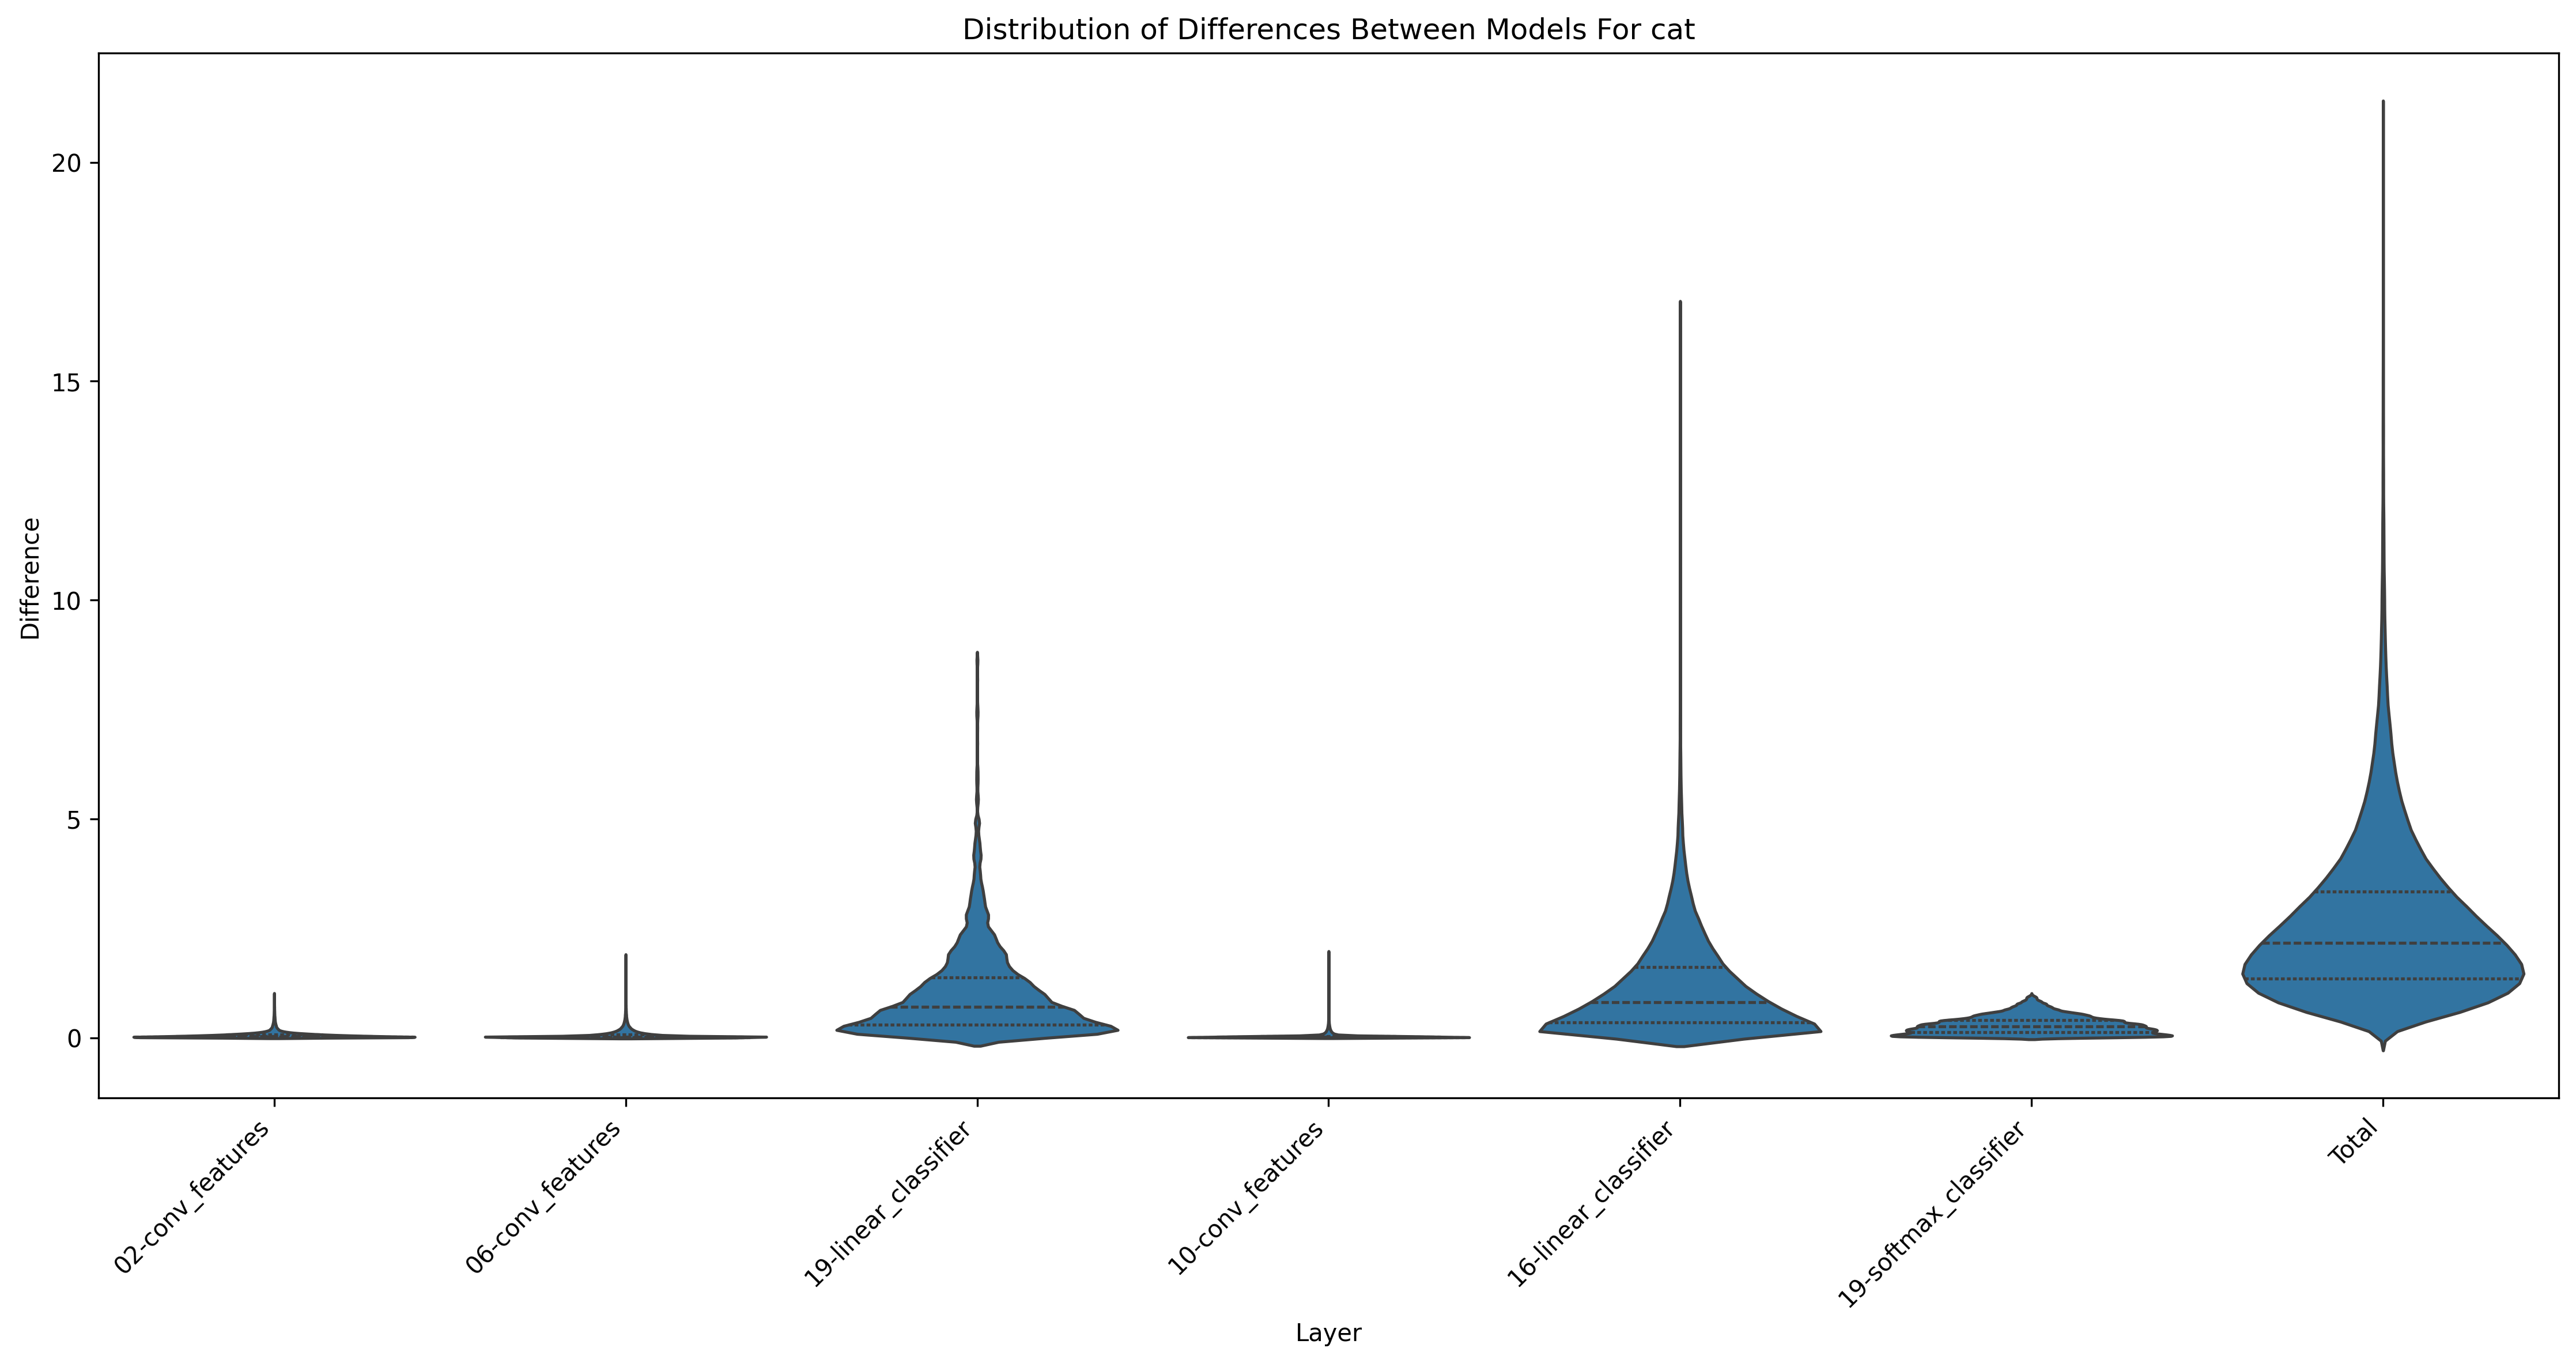 Distribution of Differences Between Models For cat
Difference
20
15
10
5
0
02-conv_features
06-conv_features
19-linear_classifier
10-conv_features
16-linear_classifier
19-softmax_classifier
Total
Layer